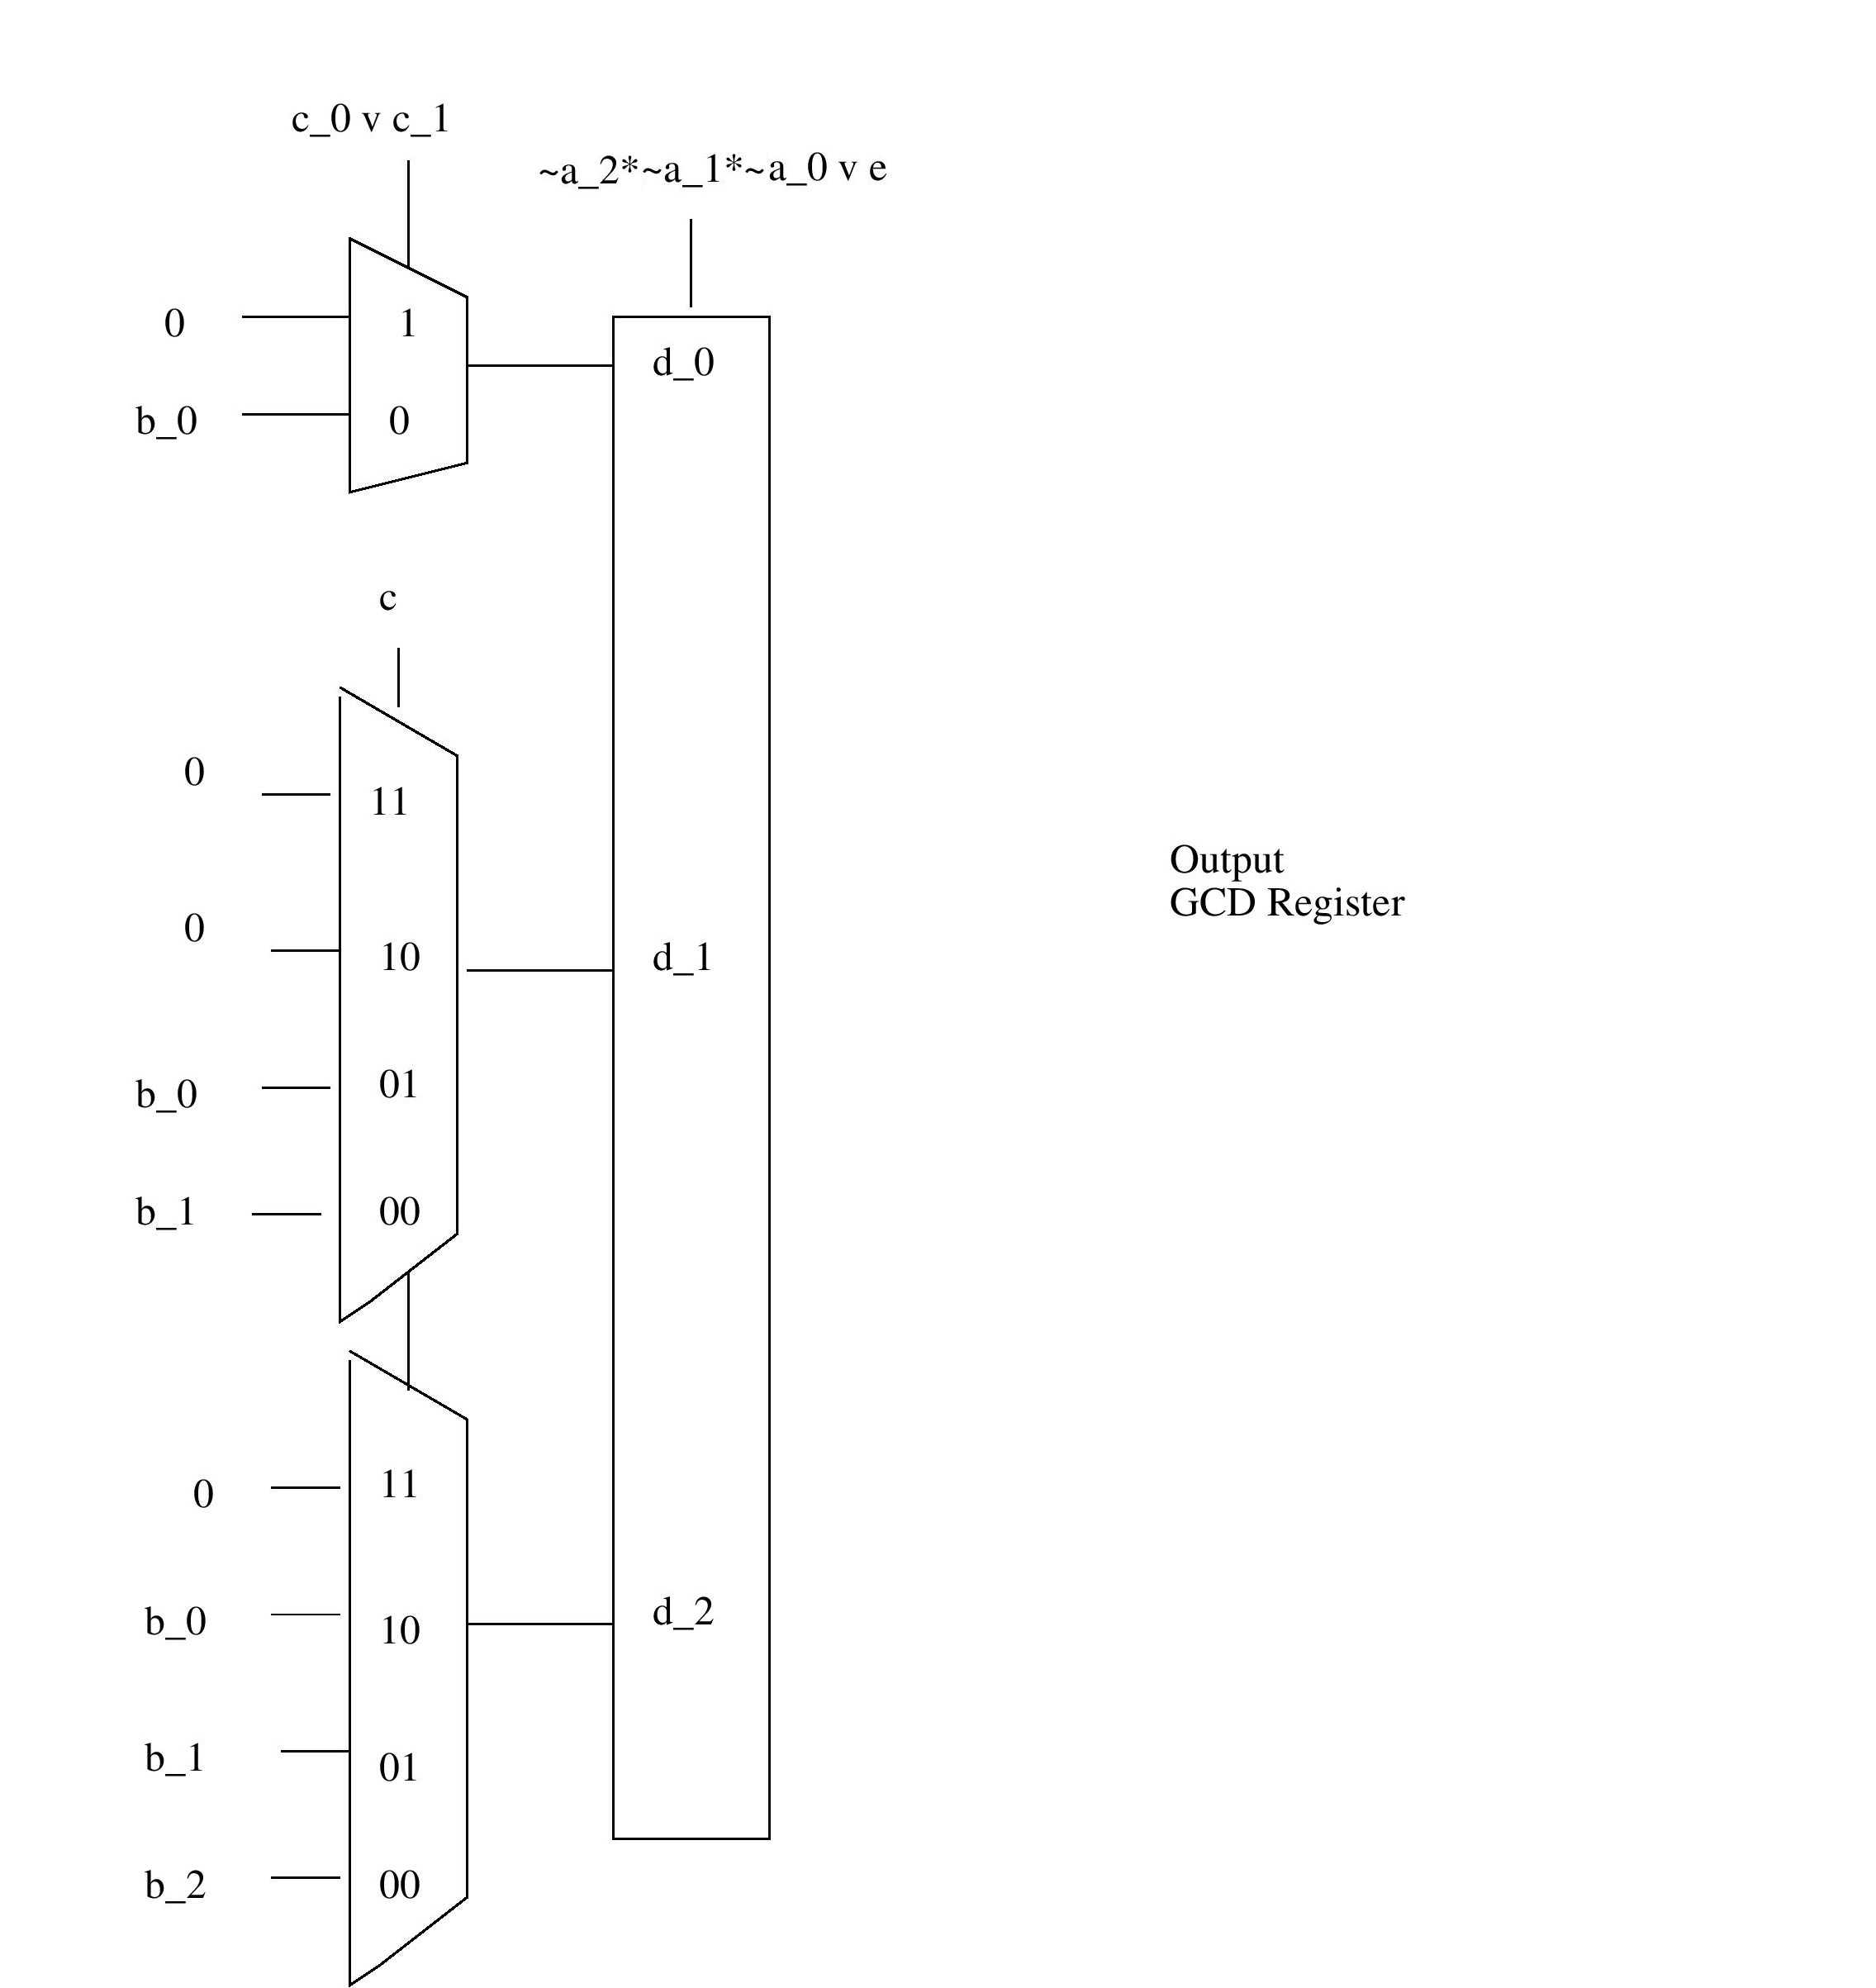 c_0 v c_1
~a_2*~a_1*~a_0 v e
0
1
d_0
b_0
0
c
0
11
0
10
d_1
b_0
01
b_1
00
Output
GCD Register
0
11
b_0
10
d_2
b_1
01
b_2
00